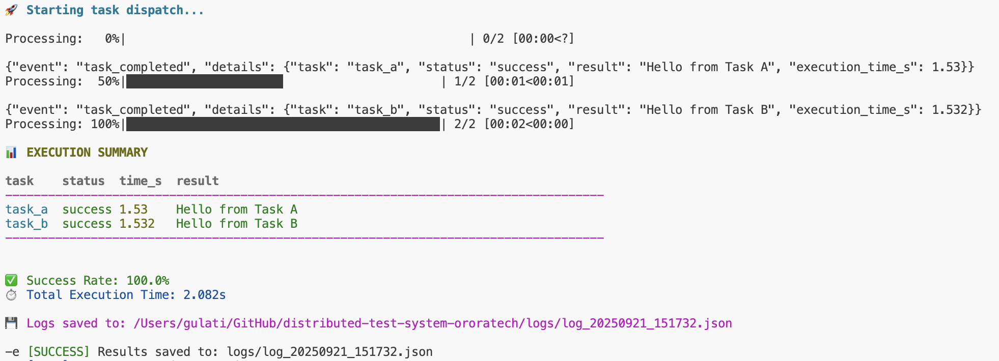 🚀 Starting task dispatch...
Processing:   0%|                                                | 0/2 [00:00<?]
{"event": "task_completed", "details": {"task": "task_a", "status": "success", "result": "Hello from Task A", "execution_time_s": 1.53}}
Processing:  50%|██████████████████████                      | 1/2 [00:01<00:01]
{"event": "task_completed", "details": {"task": "task_b", "status": "success", "result": "Hello from Task B", "execution_time_s": 1.532}}
Processing: 100%|████████████████████████████████████████████| 2/2 [00:02<00:00]
📊 EXECUTION SUMMARY
task    status  time_s  result
------------------------------------------------------------------------------------
task_a  success 1.53    Hello from Task A
task_b  success 1.532   Hello from Task B
------------------------------------------------------------------------------------
✅ Success Rate: 100.0%
⏱ Total Execution Time: 2.082s
💾 Logs saved to: /Users/gulati/GitHub/distributed-test-system-ororatech/logs/log_20250921_151732.json
-e [SUCCESS] Results saved to: logs/log_20250921_151732.json